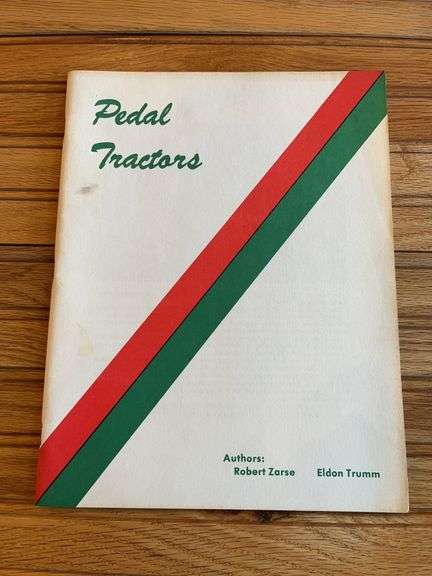 Pedal
Tractors
Authors:
Robert Zarse Eldon Trumm